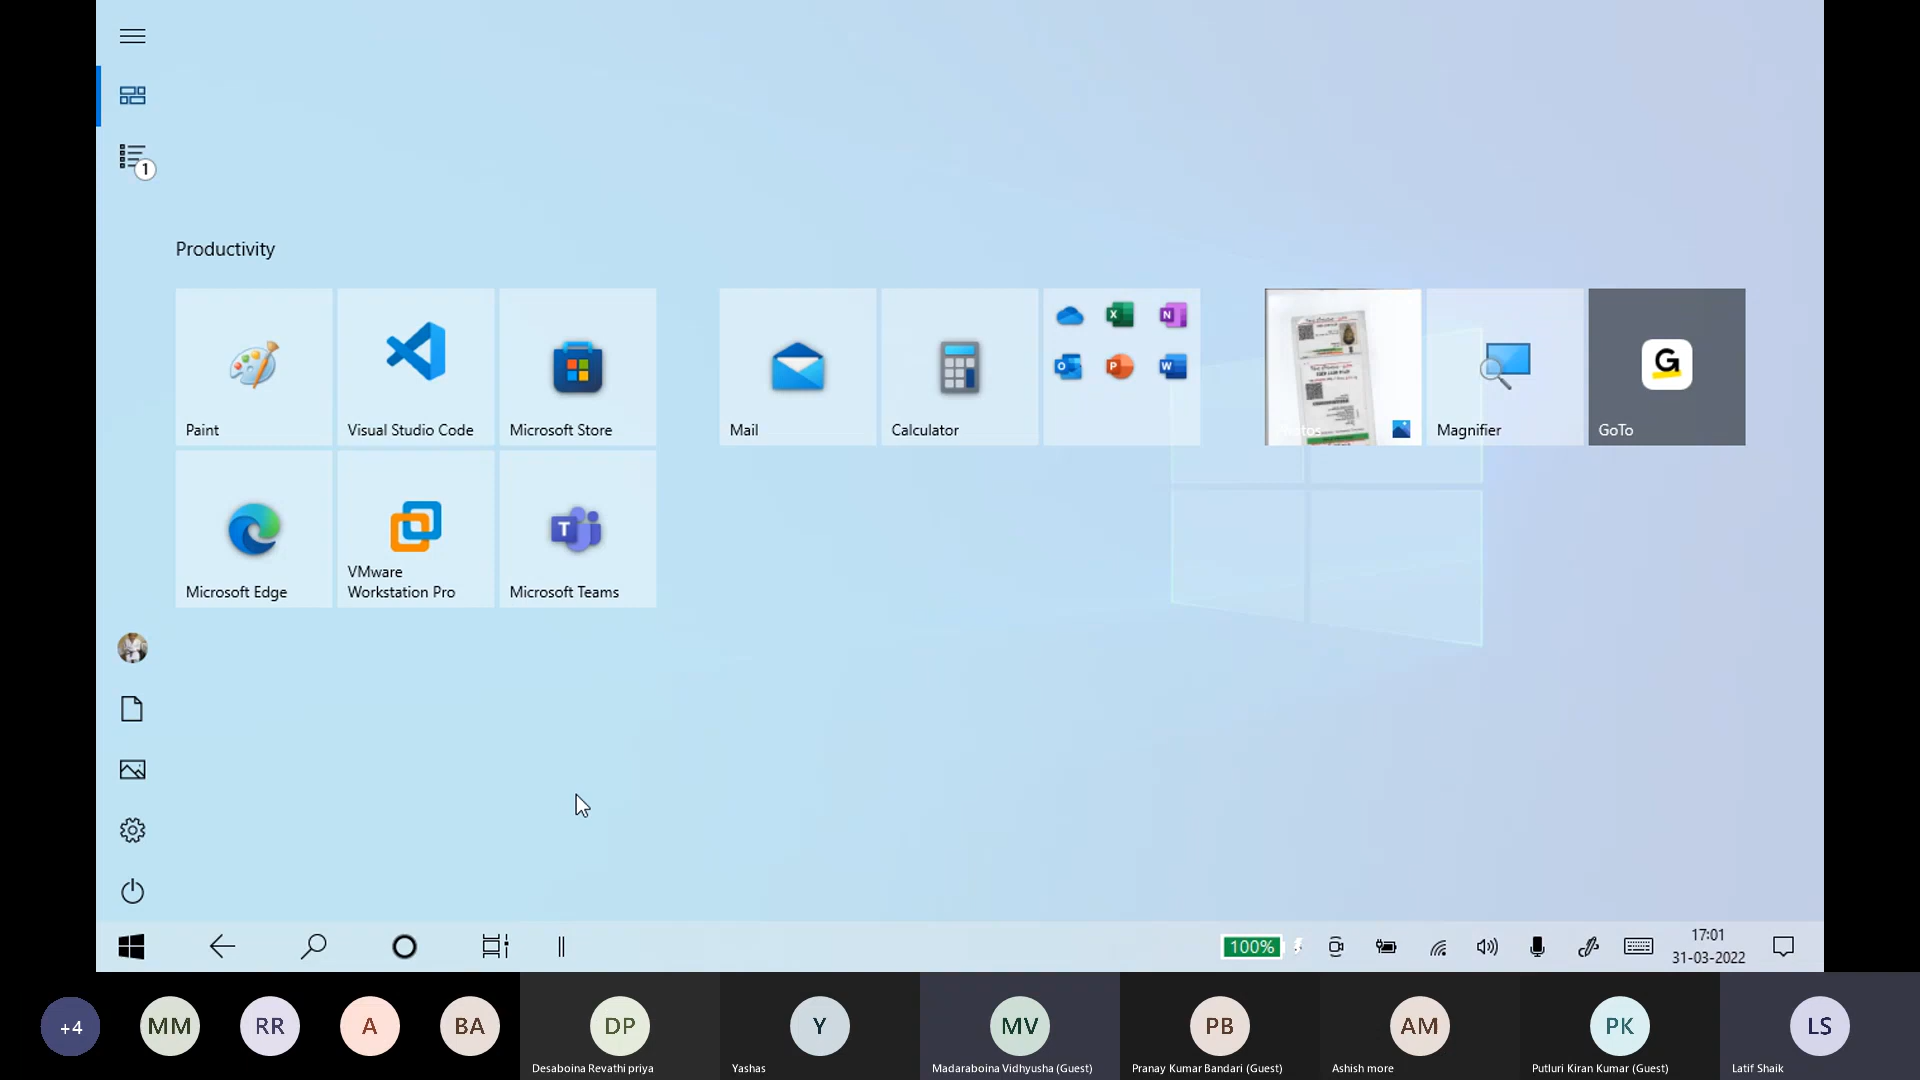 1
Productivity
Paint
Visual Studio Code
Microsoft Store
Mail
Calculator
X
N
O
P
W
Magnifier
G
GoTo
Microsoft Edge
VMware
Workstation Pro
T
Microsoft Teams
100%
17:01
31-03-2022
+4
MM
RR
A
BA
DP
Y
MV
PB
AM
PK
LS
Desaboina Revathi priya
Yashas
Madaraboina Vidhyusha (Guest)
Pranay Kumar Bandari (Guest)
Ashish more
Putluri Kiran Kumar (Guest)
Latif Shaik